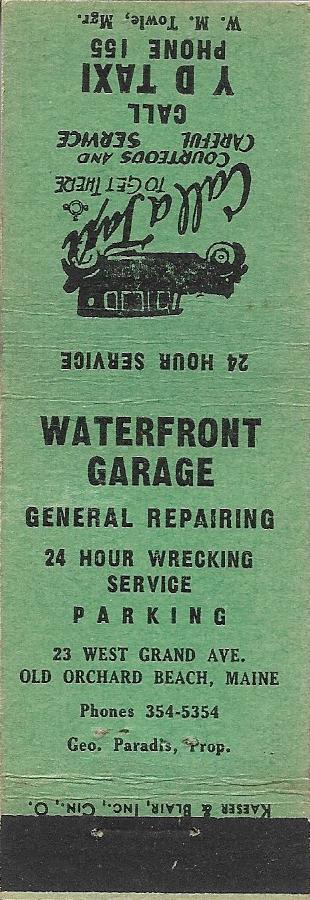 W. M. Towle, Mgr.
PHONE 155
Y D TAXI
CALL
CAREFUL SERVICE
COURTEOUS AND
TO GET THERE
Call a Taxi
24 HOUR SERVICE
WATERFRONT
GARAGE
GENERAL REPAIRING
24 HOUR WRECKING
SERVICE
PARKING
23 WEST GRAND AVE.
OLD ORCHARD BEACH, MAINE
Phones 354-5354
Geo. Paradis, Prop.
KAESER & BLAIR, INC., CIN., O.